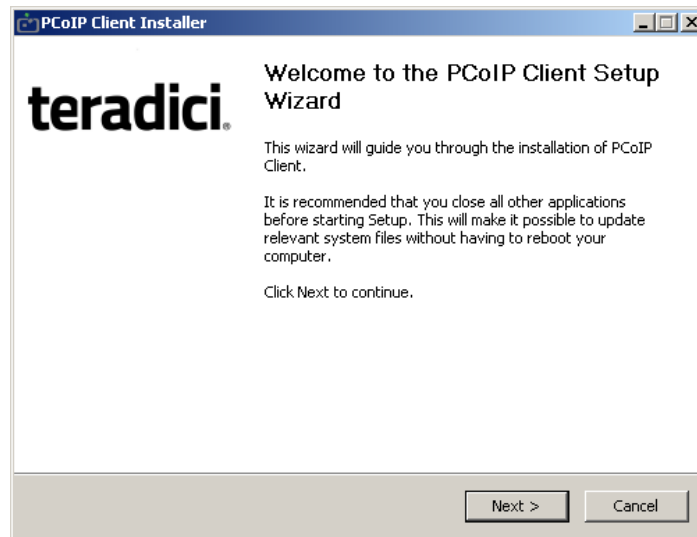 PCoIP Client Installer
teradici®
Welcome to the PCoIP Client Setup
Wizard
This wizard will guide you through the installation of PCoIP
Client.
It is recommended that you close all other applications
before starting Setup. This will make it possible to update
relevant system files without having to reboot your
computer.
Click Next to continue.
Next >
Cancel